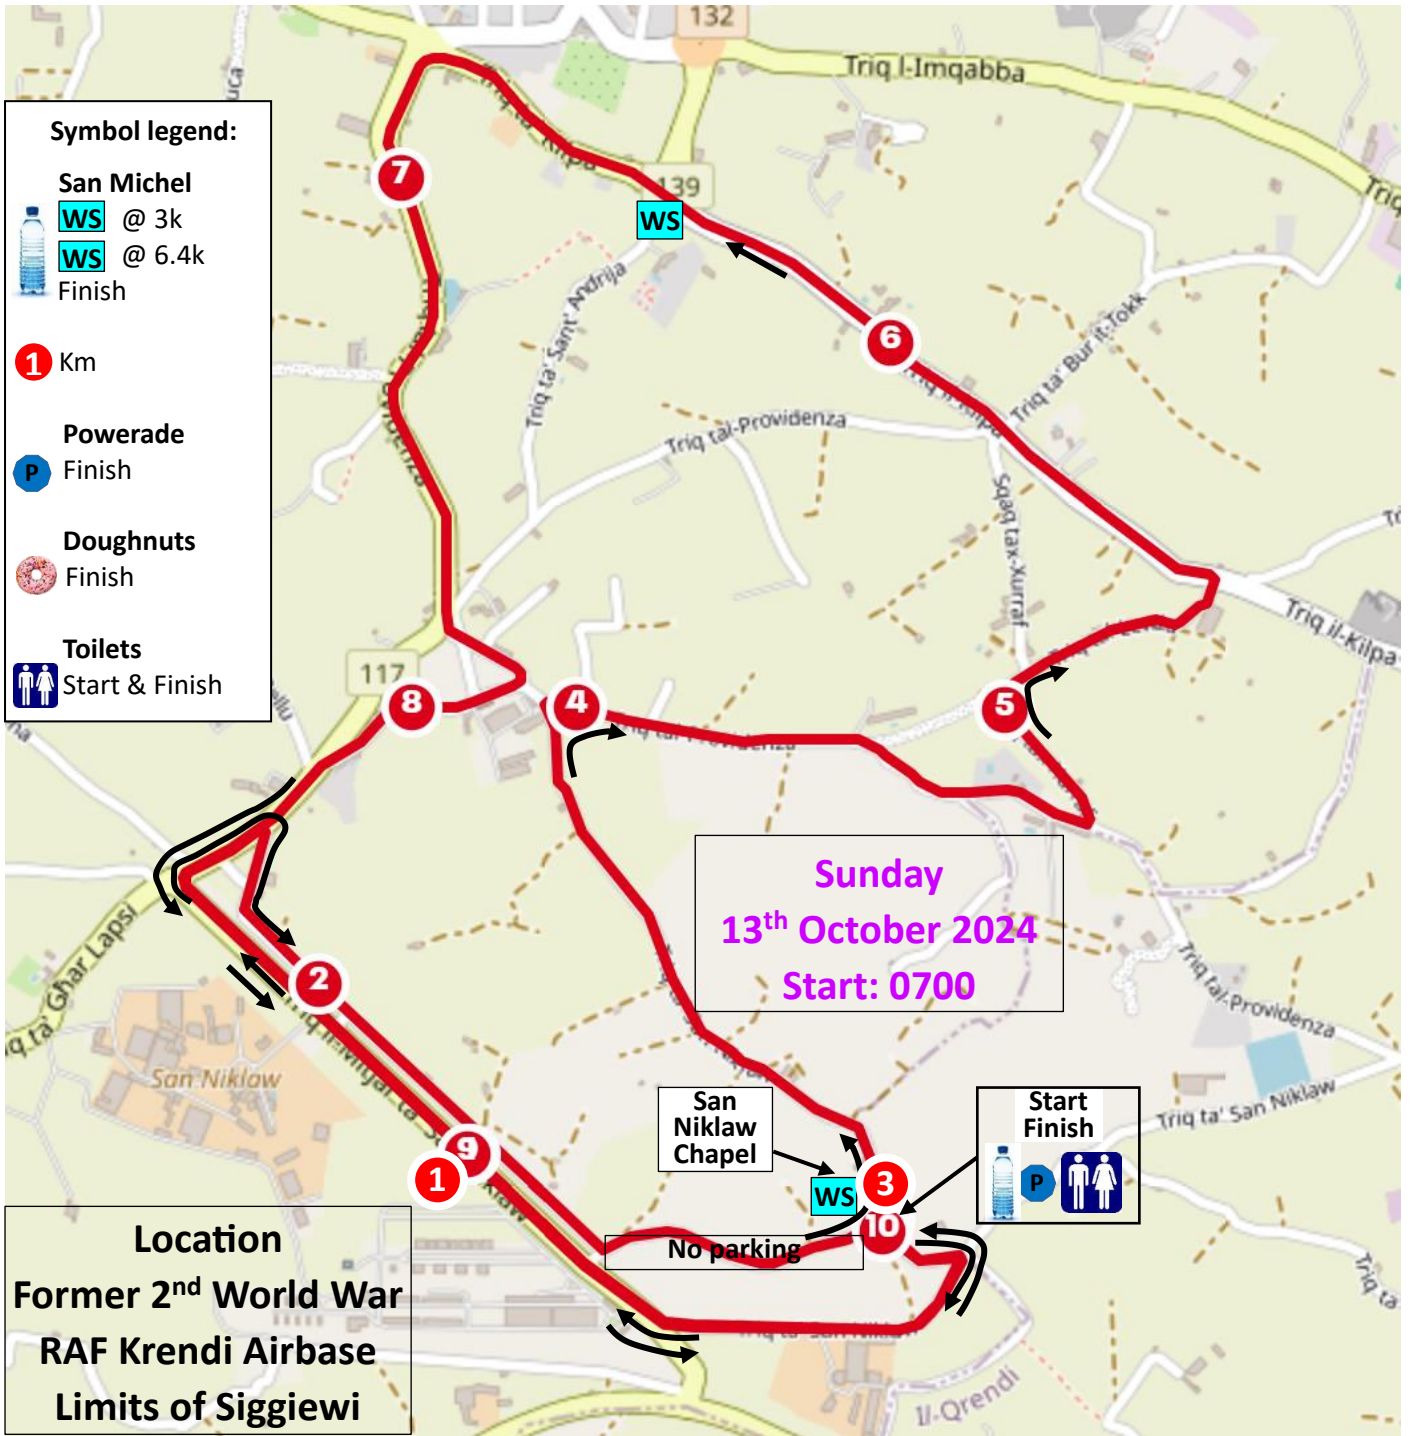 132
Triq l-Imqabba
Symbol legend:
San Michel
WS @ 3k
WS @ 6.4k
Finish
1 Km
Powerade
P Finish
Doughnuts
Finish
Toilets
Start & Finish
7
139
WS
6
Triq ta' Sant' Andrija
Triq ta' Bur it-Tokk
Triq tal-Providenza
Sqaq tax-Xurraf
Triq il-Kilpa
117
8
4
5
Triq tal-Providenza
Sunday
13th October 2024
Start: 0700
Triq tal-Providenza
Triq ta' San Niklaw
ta' Għar Lapsi
2
San Niklaw
9
1
San
Niklaw
Chapel
WS
3
10
Start
Finish
P
No parking
Triq ta'
Il-Qrendi
Location
Former 2nd World War
RAF Krendi Airbase
Limits of Siggiewi